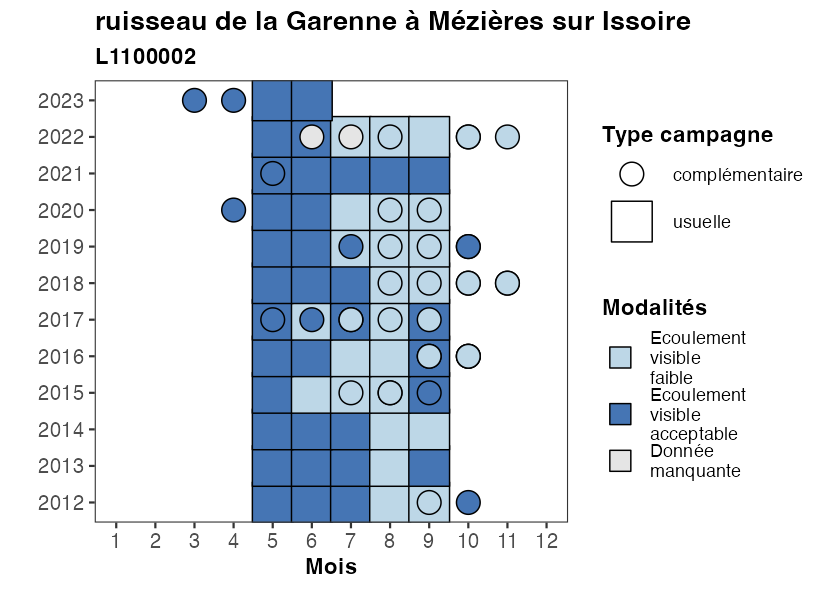 ruisseau de la Garenne à Mézières sur Issoire
L1100002
2023
2022
2021
2020
2019
2018
2017
2016
2015
2014
2013
2012
1 2 3 4 5 6 7 8 9 10 11 12
Mois
Type campagne
complémentaire
usuelle
Modalités
Ecoulement
visible
faible
Ecoulement
visible
acceptable
Donnée
manquante